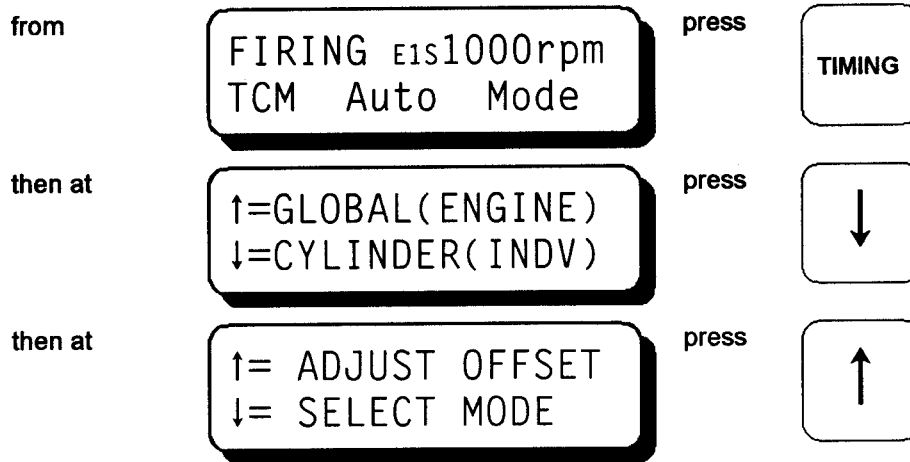 from
FIRING E1S1000rpm
TCM Auto Mode
press
TIMING
then at
↑=GLOBAL(ENGINE)
↓=CYLINDER(INDV)
press
↓
then at
↑= ADJUST OFFSET
↓= SELECT MODE
press
↑